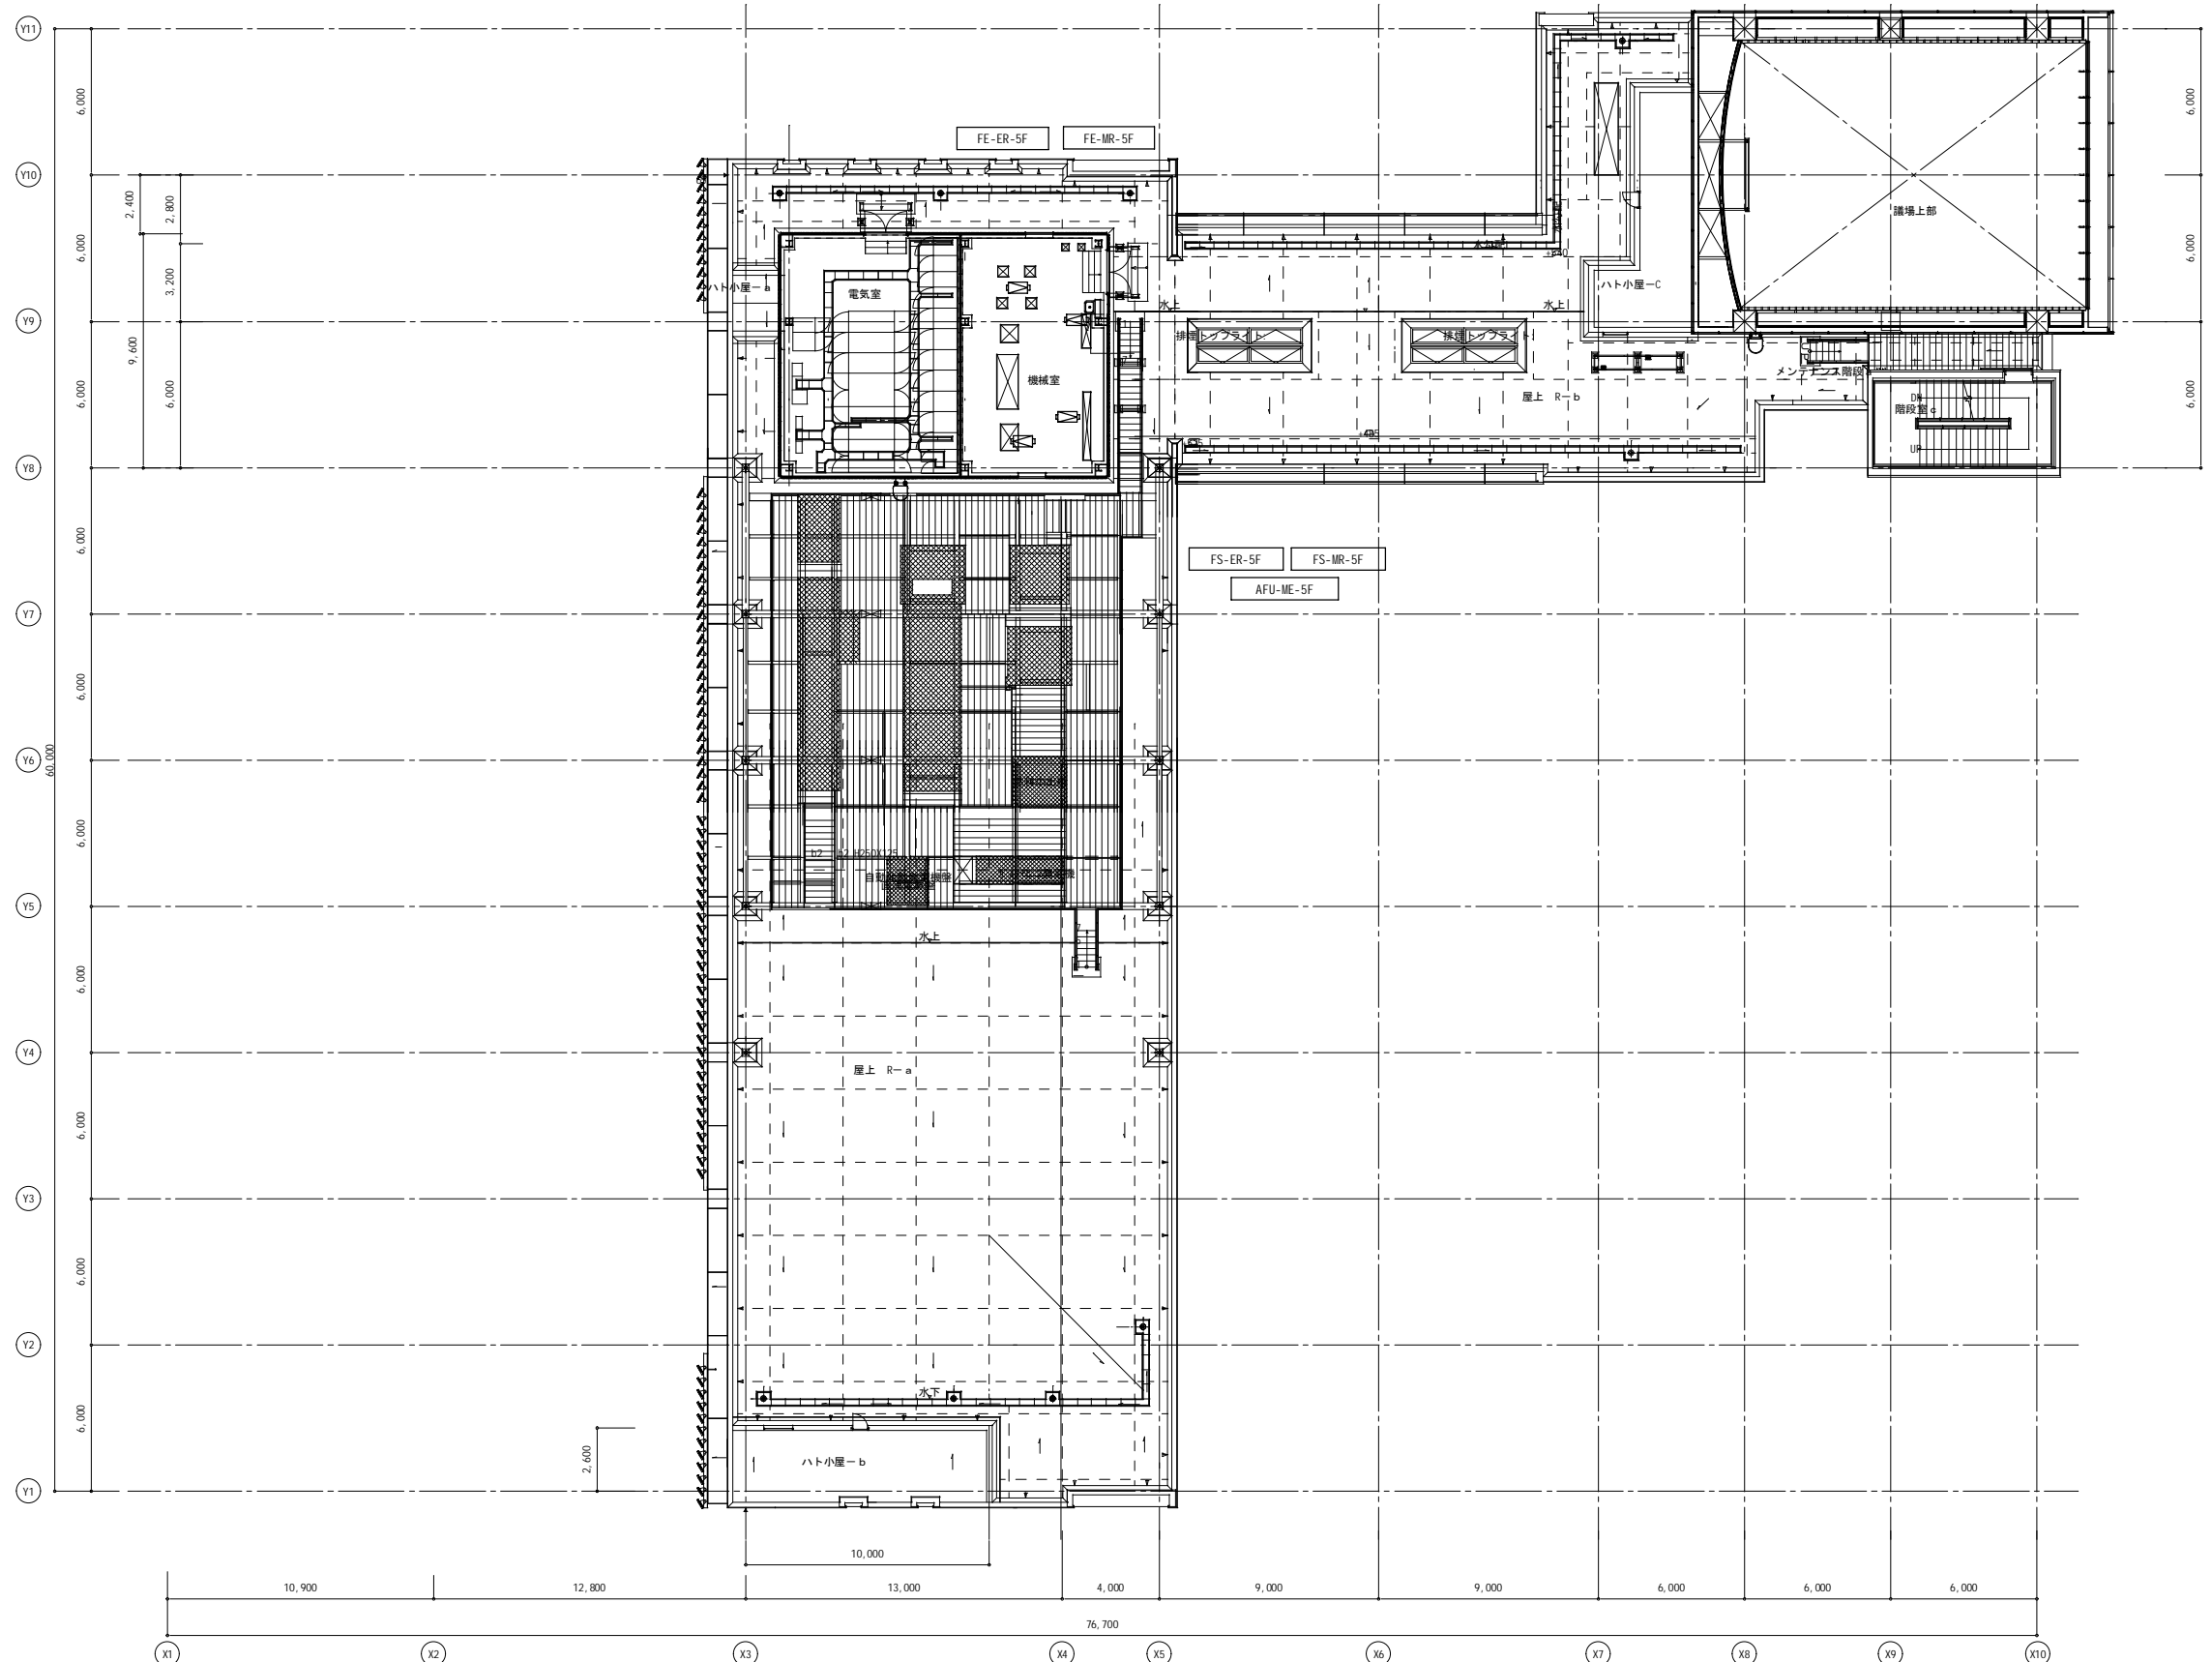 Y11
6,000
6,000
FE-ER-5F
FE-MR-5F
Y10
2,400
2,800
議場上部
6,000
6,000
水勾配
3,200
ハト小屋ーa
電気室
ハト小屋ーC
水上
水上
Y9
9,600
排煙トップライト
排煙トップライト
6,000
6,000
機械室
メンテナンス階段
6,000
屋上 R-b
DN
階段室c
UP
Y8
6,000
FS-ER-5F
FS-MR-5F
AFU-ME-5F
Y7
6,000
Y6
60,000
6,000
b2
b2 H250X125
Y5
水上
6,000
Y4
屋上 R-a
6,000
Y3
6,000
Y2
水下
6,000
2,600
ハト小屋ーb
Y1
10,000
10,900
12,800
13,000
4,000
9,000
9,000
6,000
6,000
6,000
76,700
X1
X2
X3
X4
X5
X6
X7
X8
X9
X10